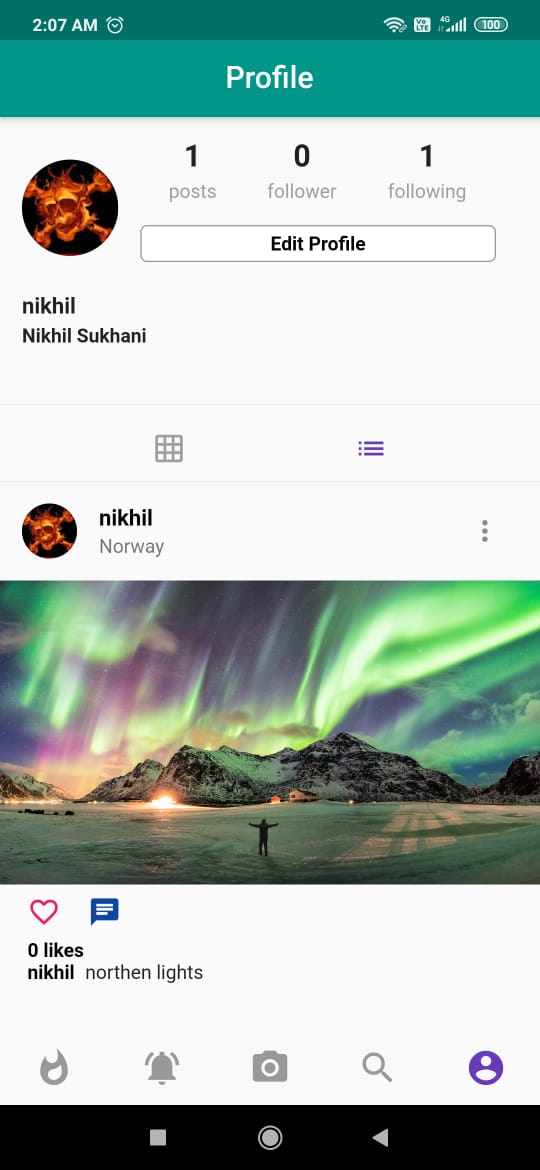 2:07 AM
Vo LTE 4G 100
Profile
1 0 1
posts follower following
Edit Profile
nikhil
Nikhil Sukhani
nikhil
Norway
0 likes
nikhil northen lights